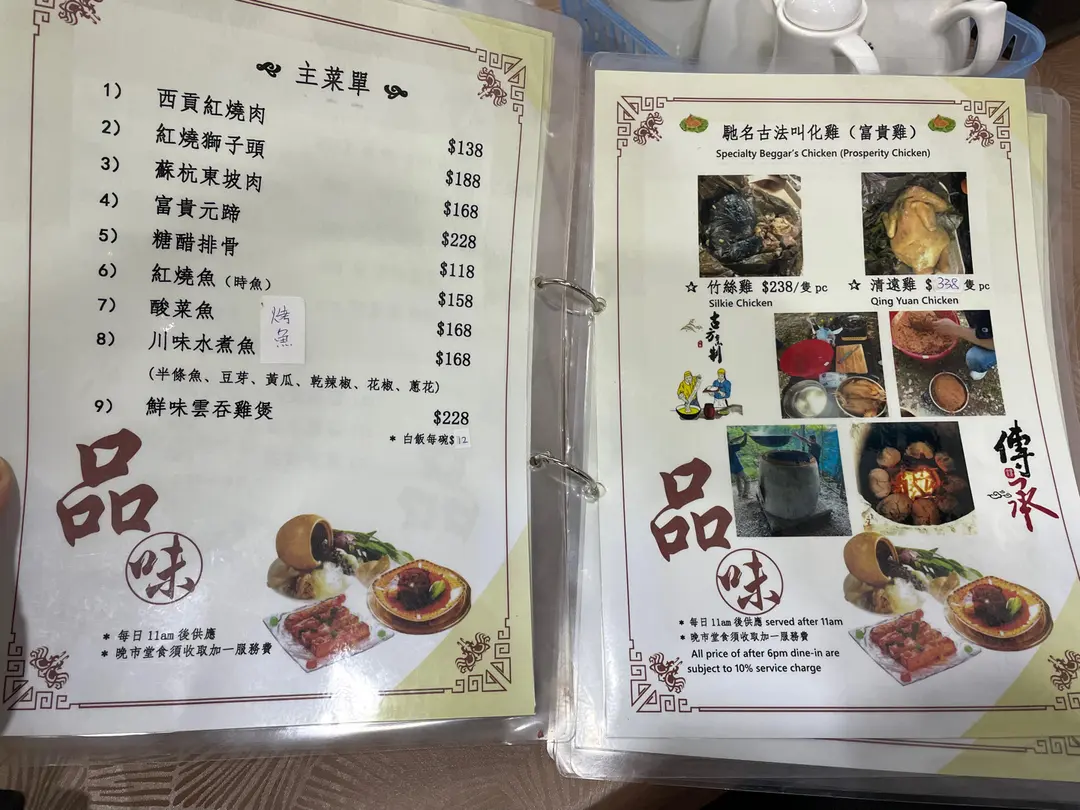 主菜單
1) 西貢紅燒肉 $138
2) 紅燒獅子頭 $188
3) 蘇杭東坡肉 $168
4) 富貴元蹄 $228
5) 糖醋排骨 $118
6) 紅燒魚（時魚） $158
7) 酸菜魚 $168
烤魚
8) 川味水煮魚 $168
(半條魚、豆芽、黃瓜、乾辣椒、花椒、蔥花)
9) 鮮味雲吞雞煲 $228
* 白飯每碗$12
品味
* 每日 11am 後供應
* 晚市堂食須收取加一服務費
馳名古法叫化雞（富貴雞）
Specialty Beggar's Chicken (Prosperity Chicken)
☆ 竹絲雞 $238/隻 pc
Silkie Chicken
☆ 清遠雞 $338 隻 pc
Qing Yuan Chicken
傳承
品味
* 每日 11am 後供應 served after 11am
* 晚市堂食須收取加一服務費
All price of after 6pm dine-in are
subject to 10% service charge